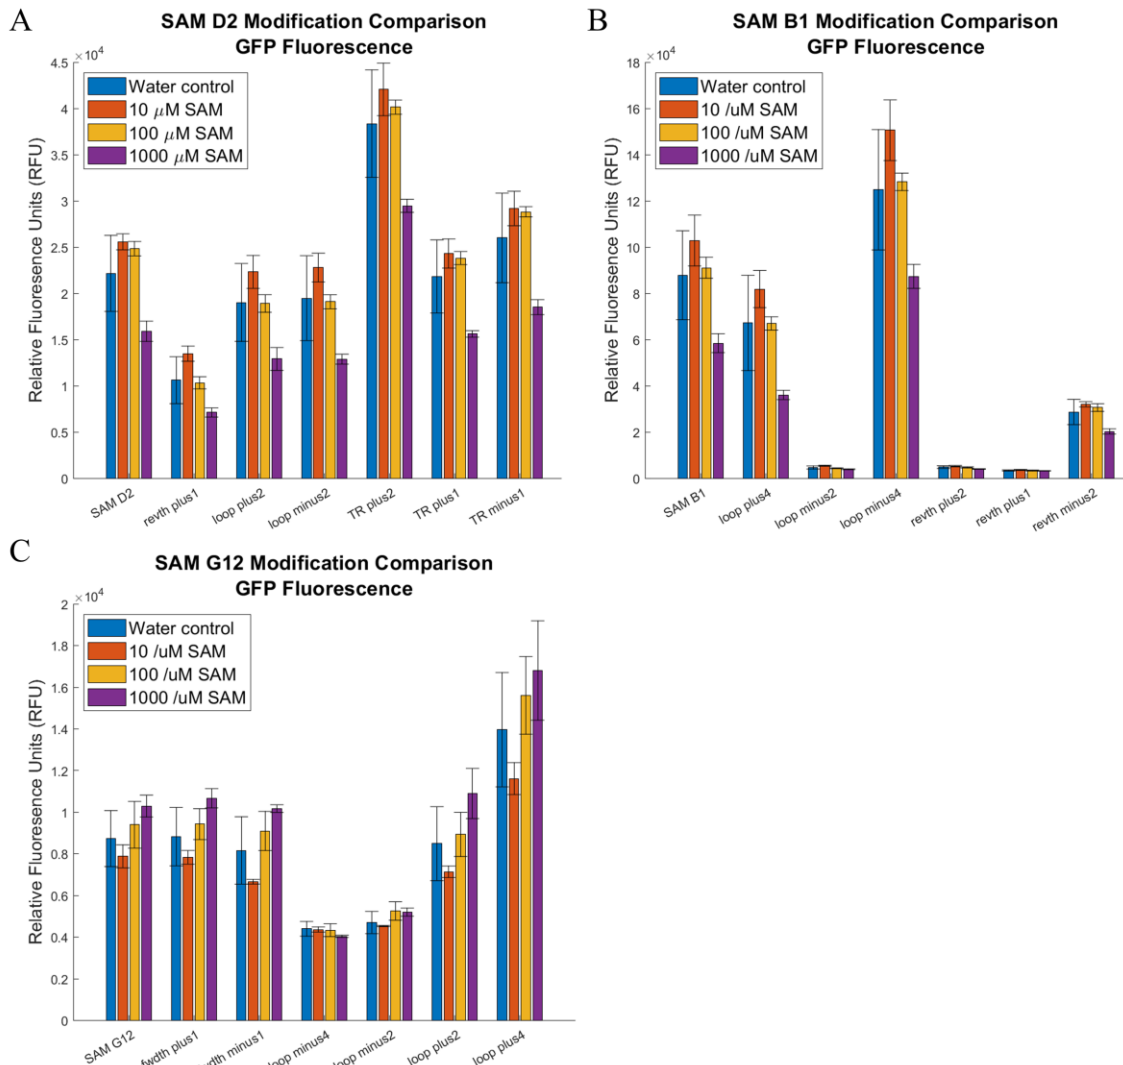 A
SAM D2 Modification Comparison
GFP Fluorescence
×10⁴
Water control
10 μM SAM
100 μM SAM
1000 μM SAM
Relative Fluoresence Units (RFU)
4.5
4
3.5
3
2.5
2
1.5
1
0.5
0
SAM D2
revth plus1
loop plus2
loop minus2
TR plus2
TR plus1
TR minus1
B
SAM B1 Modification Comparison
GFP Fluorescence
×10⁴
Water control
10 /uM SAM
100 /uM SAM
1000 /uM SAM
Relative Fluoresence Units (RFU)
18
16
14
12
10
8
6
4
2
0
SAM B1
loop plus4
loop minus2
loop minus4
revth plus2
revth plus1
revth minus2
C
SAM G12 Modification Comparison
GFP Fluorescence
×10⁴
Water control
10 /uM SAM
100 /uM SAM
1000 /uM SAM
Relative Fluoresence Units (RFU)
2
1.8
1.6
1.4
1.2
1
0.8
0.6
0.4
0.2
0
SAM G12
fwdth plus1
minus1
loop minus4
loop minus2
loop plus2
loop plus4